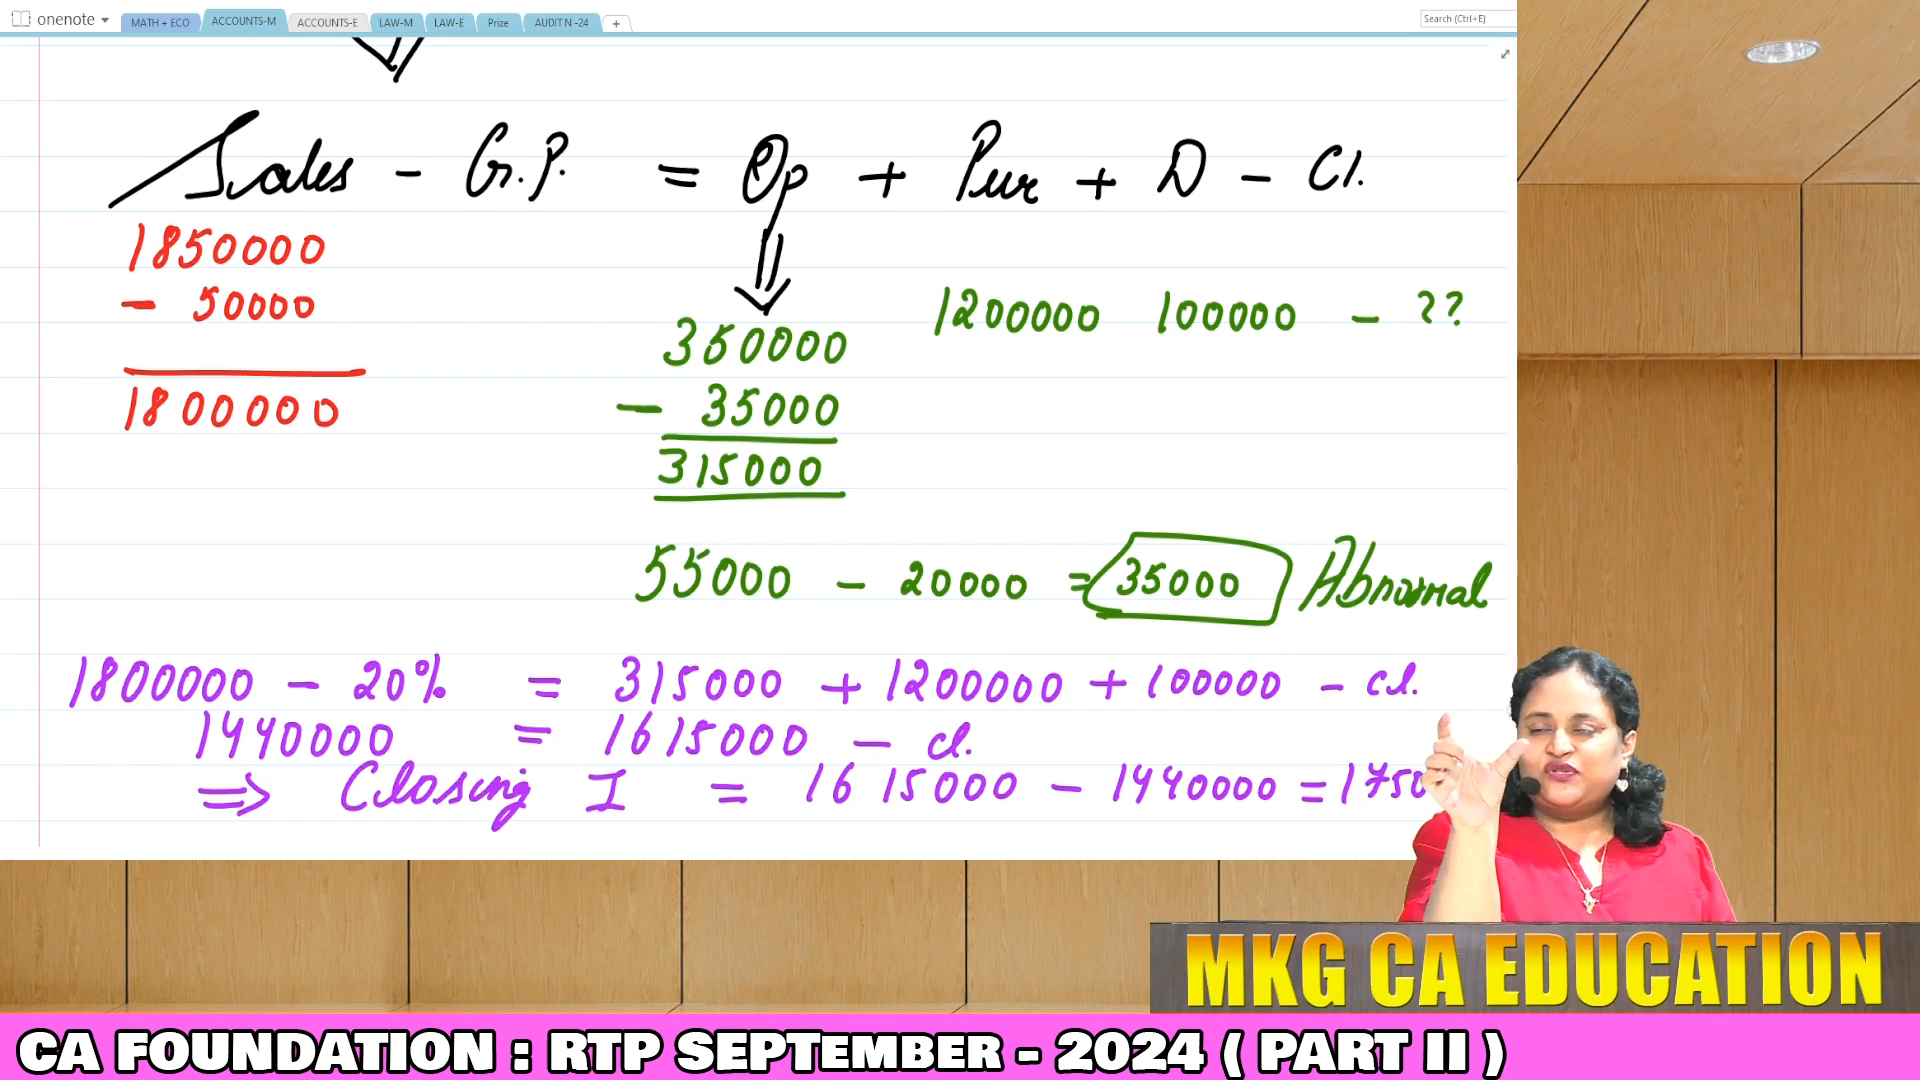 onenote MATH + ECO ACCOUNTS-M ACCOUNTS-E LAW-M LAW-E Prize AUDIT N -24 + Search (Ctrl+E)
Sales - G.P. = Op + Pur + D - Cl.
1850000
- 50000
1800000
350000
- 35000
315000
1200000 100000 - ??
55000 - 20000 = 35000 Abnormal
1800000 - 20% = 315000 + 1200000 + 100000 - cl.
1440000 = 1615000 - cl.
⇒ Closing I = 1615000 - 1440000 = 1750
MKG CA EDUCATION
CA FOUNDATION : RTP SEPTEMBER - 2024 ( PART II )